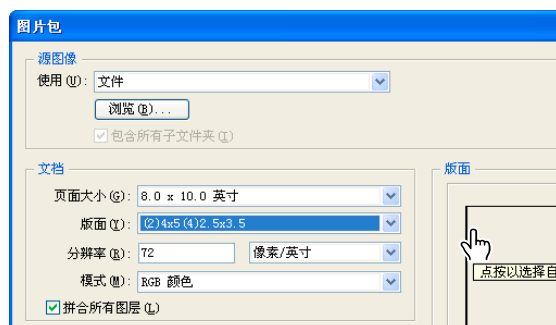 图片包
源图像
使用(U): 文件
浏览(B)...
包含所有子文件夹(I)
文档
版面
页面大小(G): 8.0 x 10.0 英寸
版面(Y): (2)4x5(4)2.5x3.5
分辨率(R): 72 像素/英寸
模式(M): RGB 颜色
拼合所有图层(L)
点按以选择自